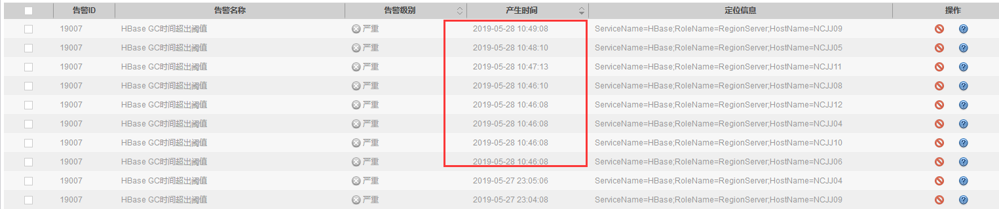 告警ID 告警名称 告警级别 产生时间 定位信息 操作
19007 HBase GC时间超出阈值 严重 2019-05-28 10:49:08 ServiceName=HBase;RoleName=RegionServer;HostName=NCJJ09
19007 HBase GC时间超出阈值 严重 2019-05-28 10:48:10 ServiceName=HBase;RoleName=RegionServer;HostName=NCJJ05
19007 HBase GC时间超出阈值 严重 2019-05-28 10:47:13 ServiceName=HBase;RoleName=RegionServer;HostName=NCJJ11
19007 HBase GC时间超出阈值 严重 2019-05-28 10:46:10 ServiceName=HBase;RoleName=RegionServer;HostName=NCJJ08
19007 HBase GC时间超出阈值 严重 2019-05-28 10:46:08 ServiceName=HBase;RoleName=RegionServer;HostName=NCJJ12
19007 HBase GC时间超出阈值 严重 2019-05-28 10:46:08 ServiceName=HBase;RoleName=RegionServer;HostName=NCJJ04
19007 HBase GC时间超出阈值 严重 2019-05-28 10:46:08 ServiceName=HBase;RoleName=RegionServer;HostName=NCJJ10
19007 HBase GC时间超出阈值 严重 2019-05-28 10:46:08 ServiceName=HBase;RoleName=RegionServer;HostName=NCJJ06
19007 HBase GC时间超出阈值 严重 2019-05-27 23:05:06 ServiceName=HBase;RoleName=RegionServer;HostName=NCJJ04
19007 HBase GC时间超出阈值 严重 2019-05-27 23:04:08 ServiceName=HBase;RoleName=RegionServer;HostName=NCJJ09